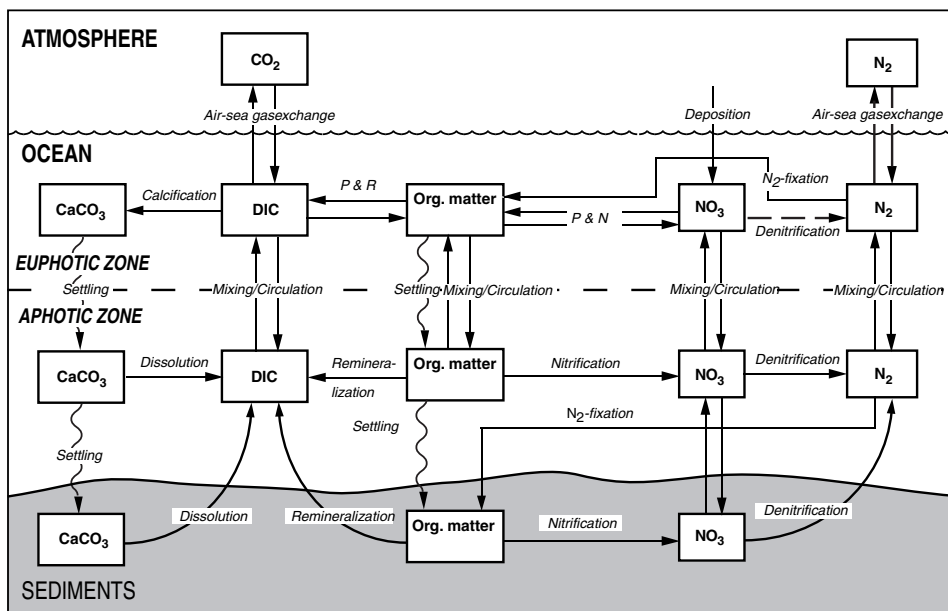 ATMOSPHERE
CO2
N2
Air-sea gasexchange
Deposition
Air-sea gasexchange
OCEAN
CaCO3
Calcification
DIC
P & R
Org. matter
P & N
NO3
N2-fixation
Denitrification
N2
EUPHOTIC ZONE
Settling
Mixing/Circulation
Settling
Mixing/Circulation
Mixing/Circulation
Mixing/Circulation
APHOTIC ZONE
CaCO3
Dissolution
DIC
Reminera-
lization
Org. matter
Nitrification
NO3
Denitrification
N2
N2-fixation
Settling
Settling
CaCO3
Dissolution
Remineralization
Org. matter
Nitrification
NO3
Denitrification
SEDIMENTS